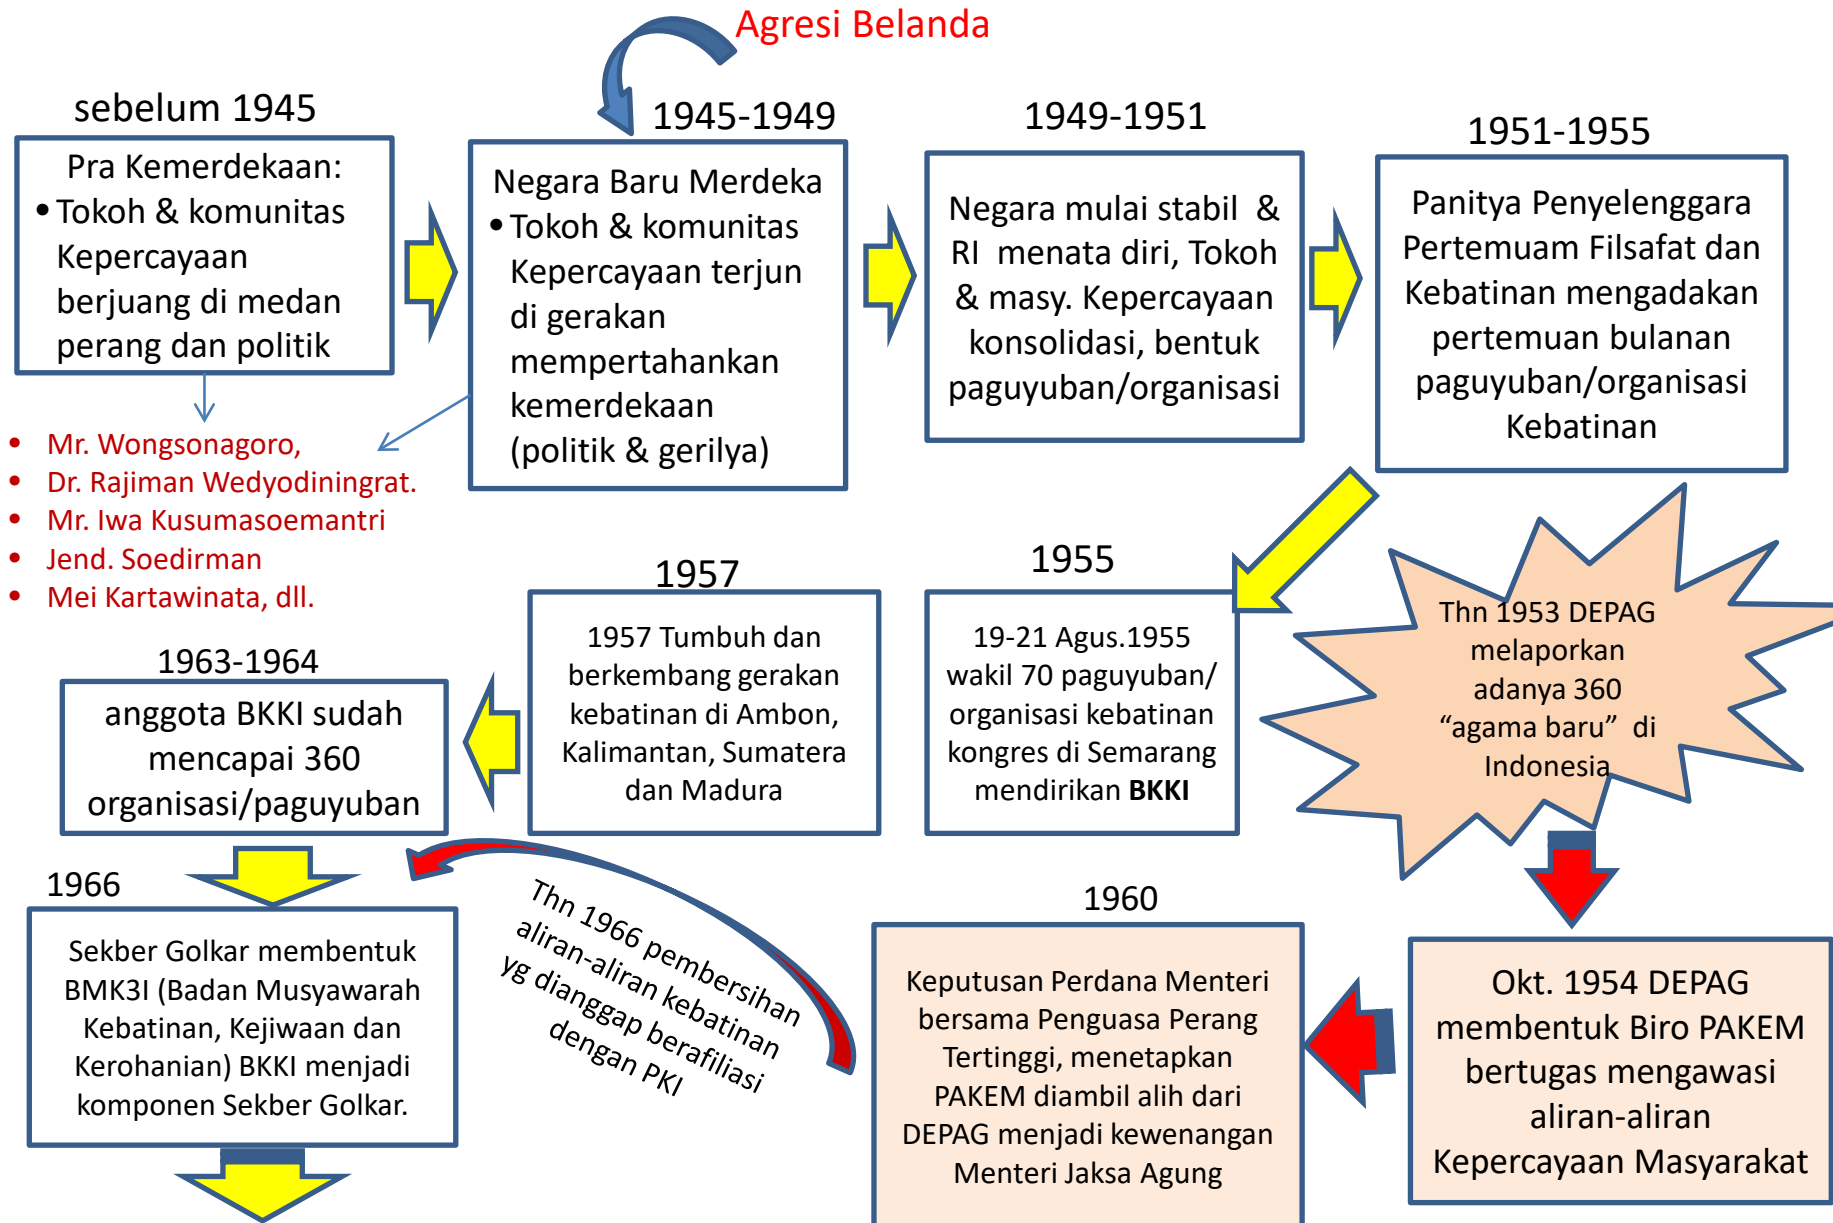 Agresi Belanda
sebelum 1945
Pra Kemerdekaan:
• Tokoh & komunitas
Kepercayaan
berjuang di medan
perang dan politik
1945-1949
Negara Baru Merdeka
• Tokoh & komunitas
Kepercayaan terjun
di gerakan
mempertahankan
kemerdekaan
(politik & gerilya)
1949-1951
Negara mulai stabil &
RI menata diri, Tokoh
& masy. Kepercayaan
konsolidasi, bentuk
paguyuban/organisasi
1951-1955
Panitya Penyelenggara
Pertemuam Filsafat dan
Kebatinan mengadakan
pertemuan bulanan
paguyuban/organisasi
Kebatinan
• Mr. Wongsonagoro,
• Dr. Rajiman Wedyodiningrat.
• Mr. Iwa Kusumasoemantri
• Jend. Soedirman
• Mei Kartawinata, dll.
1963-1964
anggota BKKI sudah
mencapai 360
organisasi/paguyuban
1957
1957 Tumbuh dan
berkembang gerakan
kebatinan di Ambon,
Kalimantan, Sumatera
dan Madura
1955
19-21 Agus.1955
wakil 70 paguyuban/
organisasi kebatinan
kongres di Semarang
mendirikan BKKI
Thn 1953 DEPAG
melaporkan
adanya 360
“agama baru” di
Indonesia
1966
Sekber Golkar membentuk
BMK3I (Badan Musyawarah
Kebatinan, Kejiwaan dan
Kerohanian) BKKI menjadi
komponen Sekber Golkar.
Thn 1966 pembersihan
aliran-aliran kebatinan
yg dianggap berafiliasi
dengan PKI
1960
Keputusan Perdana Menteri
bersama Penguasa Perang
Tertinggi, menetapkan
PAKEM diambil alih dari
DEPAG menjadi kewenangan
Menteri Jaksa Agung
Okt. 1954 DEPAG
membentuk Biro PAKEM
bertugas mengawasi
aliran-aliran
Kepercayaan Masyarakat